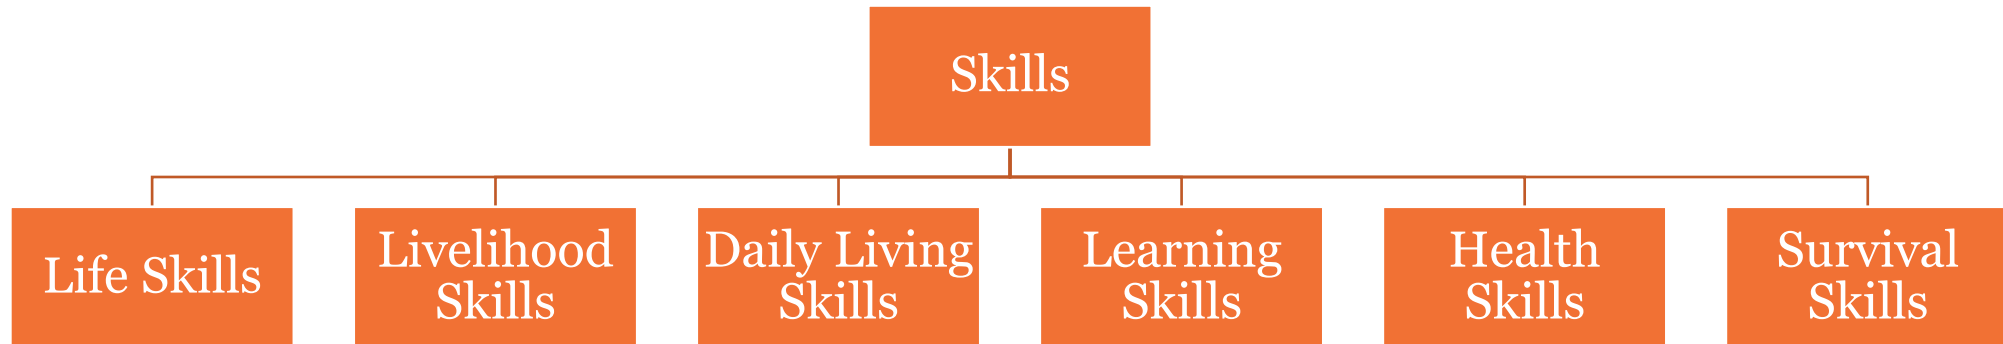 Skills
Life Skills
Livelihood
Skills
Daily Living
Skills
Learning
Skills
Health
Skills
Survival
Skills